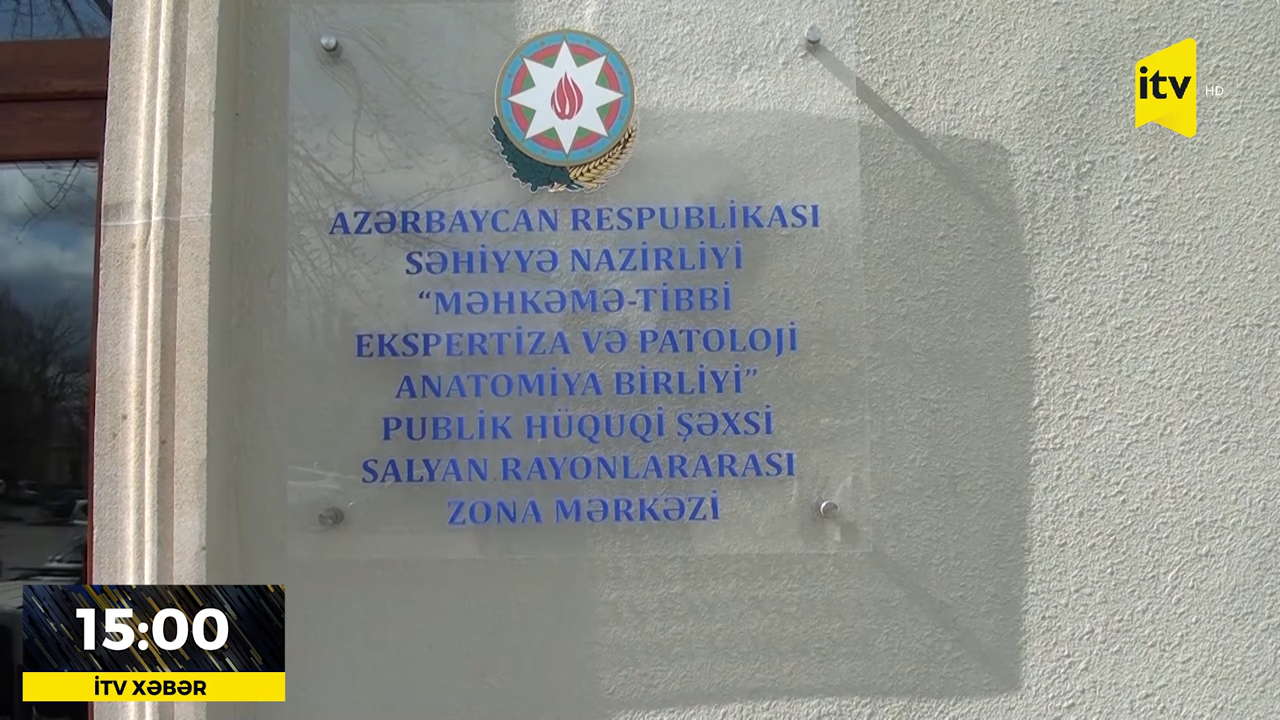 itv HD
AZƏRBAYCAN RESPUBLİKASI
SƏHİYYƏ NAZİRLİYİ
“MƏHKƏMƏ-TİBBİ
EKSPERTİZA VƏ PATOLOJİ
ANATOMİYA BİRLİYİ”
PUBLİK HÜQUQİ ŞƏXSİ
SALYAN RAYONLARARASI
ZONA MƏRKƏZİ
15:00
İTV XƏBƏR